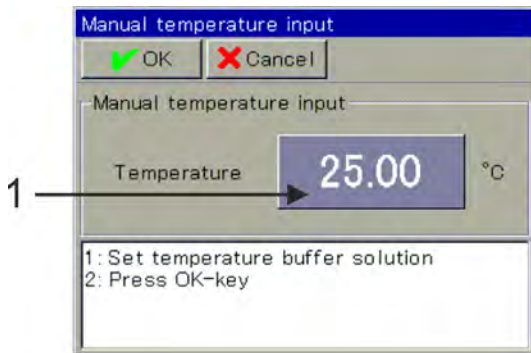 Manual temperature input
OK Cancel
Manual temperature input
Temperature 25.00 °C
1
1: Set temperature buffer solution
2: Press OK-key